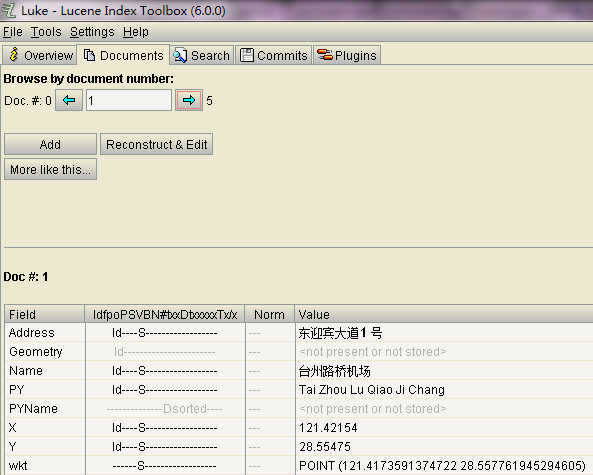 Luke - Lucene Index Toolbox (6.0.0)
File Tools Settings Help
Overview Documents Search Commits Plugins
Browse by document number:
Doc. #: 0 1 5
Add Reconstruct & Edit
More like this...
Doc #: 1
Field IdfpoPSVBN#txxDtxxxxxTx/x Norm Value
Address Id----S------------------ --- 东迎宾大道1 号
Geometry Id----------------------- --- <not present or not stored>
Name Id----S------------------ --- 台州路桥机场
PY Id----S------------------ --- Tai Zhou Lu Qiao Ji Chang
PYName --------------Dsorted---- --- <not present or not stored>
X Id----S------------------ --- 121.42154
Y Id----S------------------ --- 28.55475
wkt ------S------------------ --- POINT (121.4173591374722 28.557761945294605)